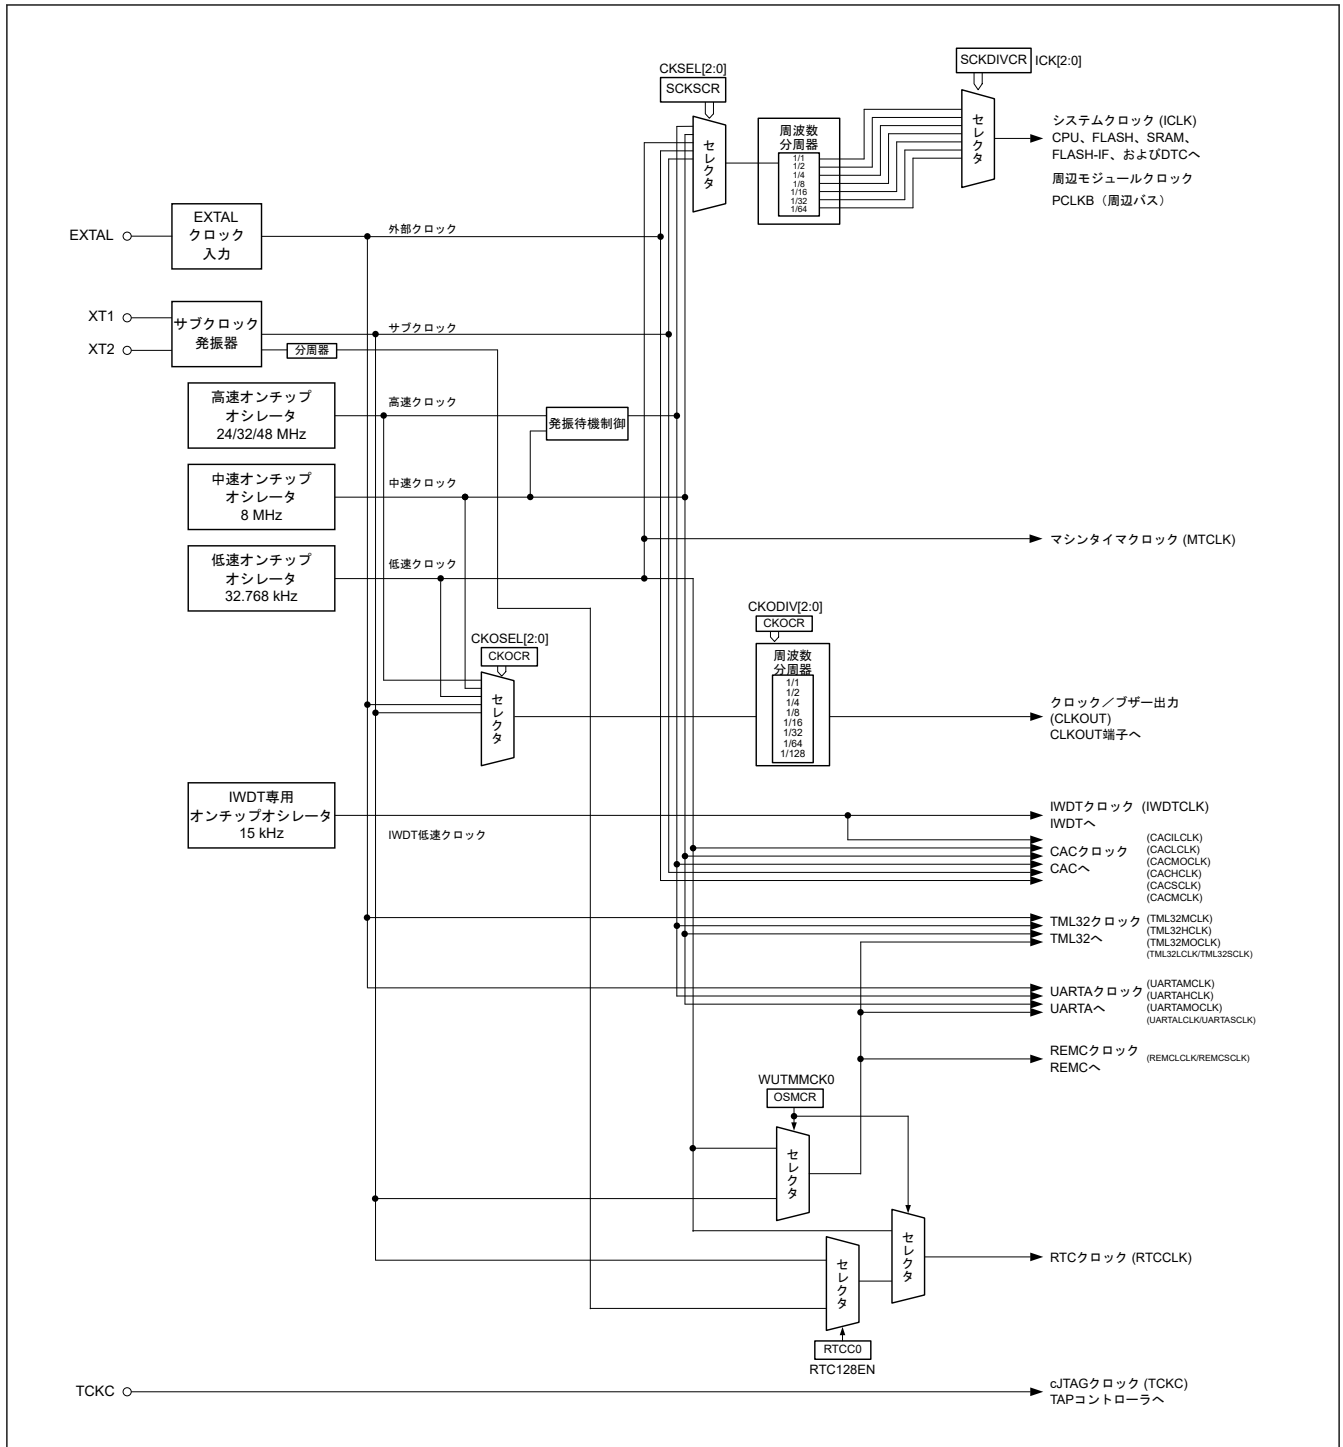 SCKDIVCR ICK[2:0]
CKSEL[2:0]
SCKSCR
セレクタ
周波数
分周器
1/1
1/2
1/4
1/8
1/16
1/32
1/64
セレクタ
システムクロック (ICLK)
CPU、FLASH、SRAM、
FLASH-IF、およびDTCへ
周辺モジュールクロック
PCLKB（周辺バス）
EXTAL
EXTAL
クロック
入力
外部クロック
XT1
XT2
サブクロック
発振器
サブクロック
分周器
高速オンチップ
オシレータ
24/32/48 MHz
高速クロック
発振待機制御
中速オンチップ
オシレータ
8 MHz
中速クロック
マシンタイマクロック (MTCLK)
低速オンチップ
オシレータ
32.768 kHz
低速クロック
CKOSEL[2:0]
CKOCR
セレクタ
CKODIV[2:0]
CKOCR
周波数
分周器
1/1
1/2
1/4
1/8
1/16
1/32
1/64
1/128
クロック／ブザー出力
(CLKOUT)
CLKOUT端子へ
IWDT専用
オンチップオシレータ
15 kHz
IWDT低速クロック
IWDTクロック (IWDTCLK)
IWDTへ
CACクロック
CACへ
(CACILCLK)
(CACLCLK)
(CACMOCLK)
(CACHCLK)
(CACSCLK)
(CACMCLK)
TML32クロック
TML32へ
(TML32MCLK)
(TML32HCLK)
(TML32MOCLK)
(TML32LCLK/TML32SCLK)
UARTAクロック
UARTAへ
(UARTAMCLK)
(UARTAHCLK)
(UARTAMOCLK)
(UARTALCLK/UARTASCLK)
REMCクロック
REMCへ
(REMCLCLK/REMCSCLK)
WUTMMCK0
OSMCR
セレクタ
セレクタ
セレクタ
RTCクロック (RTCCLK)
RTCC0
RTC128EN
TCKC
cJTAGクロック (TCKC)
TAPコントローラへ